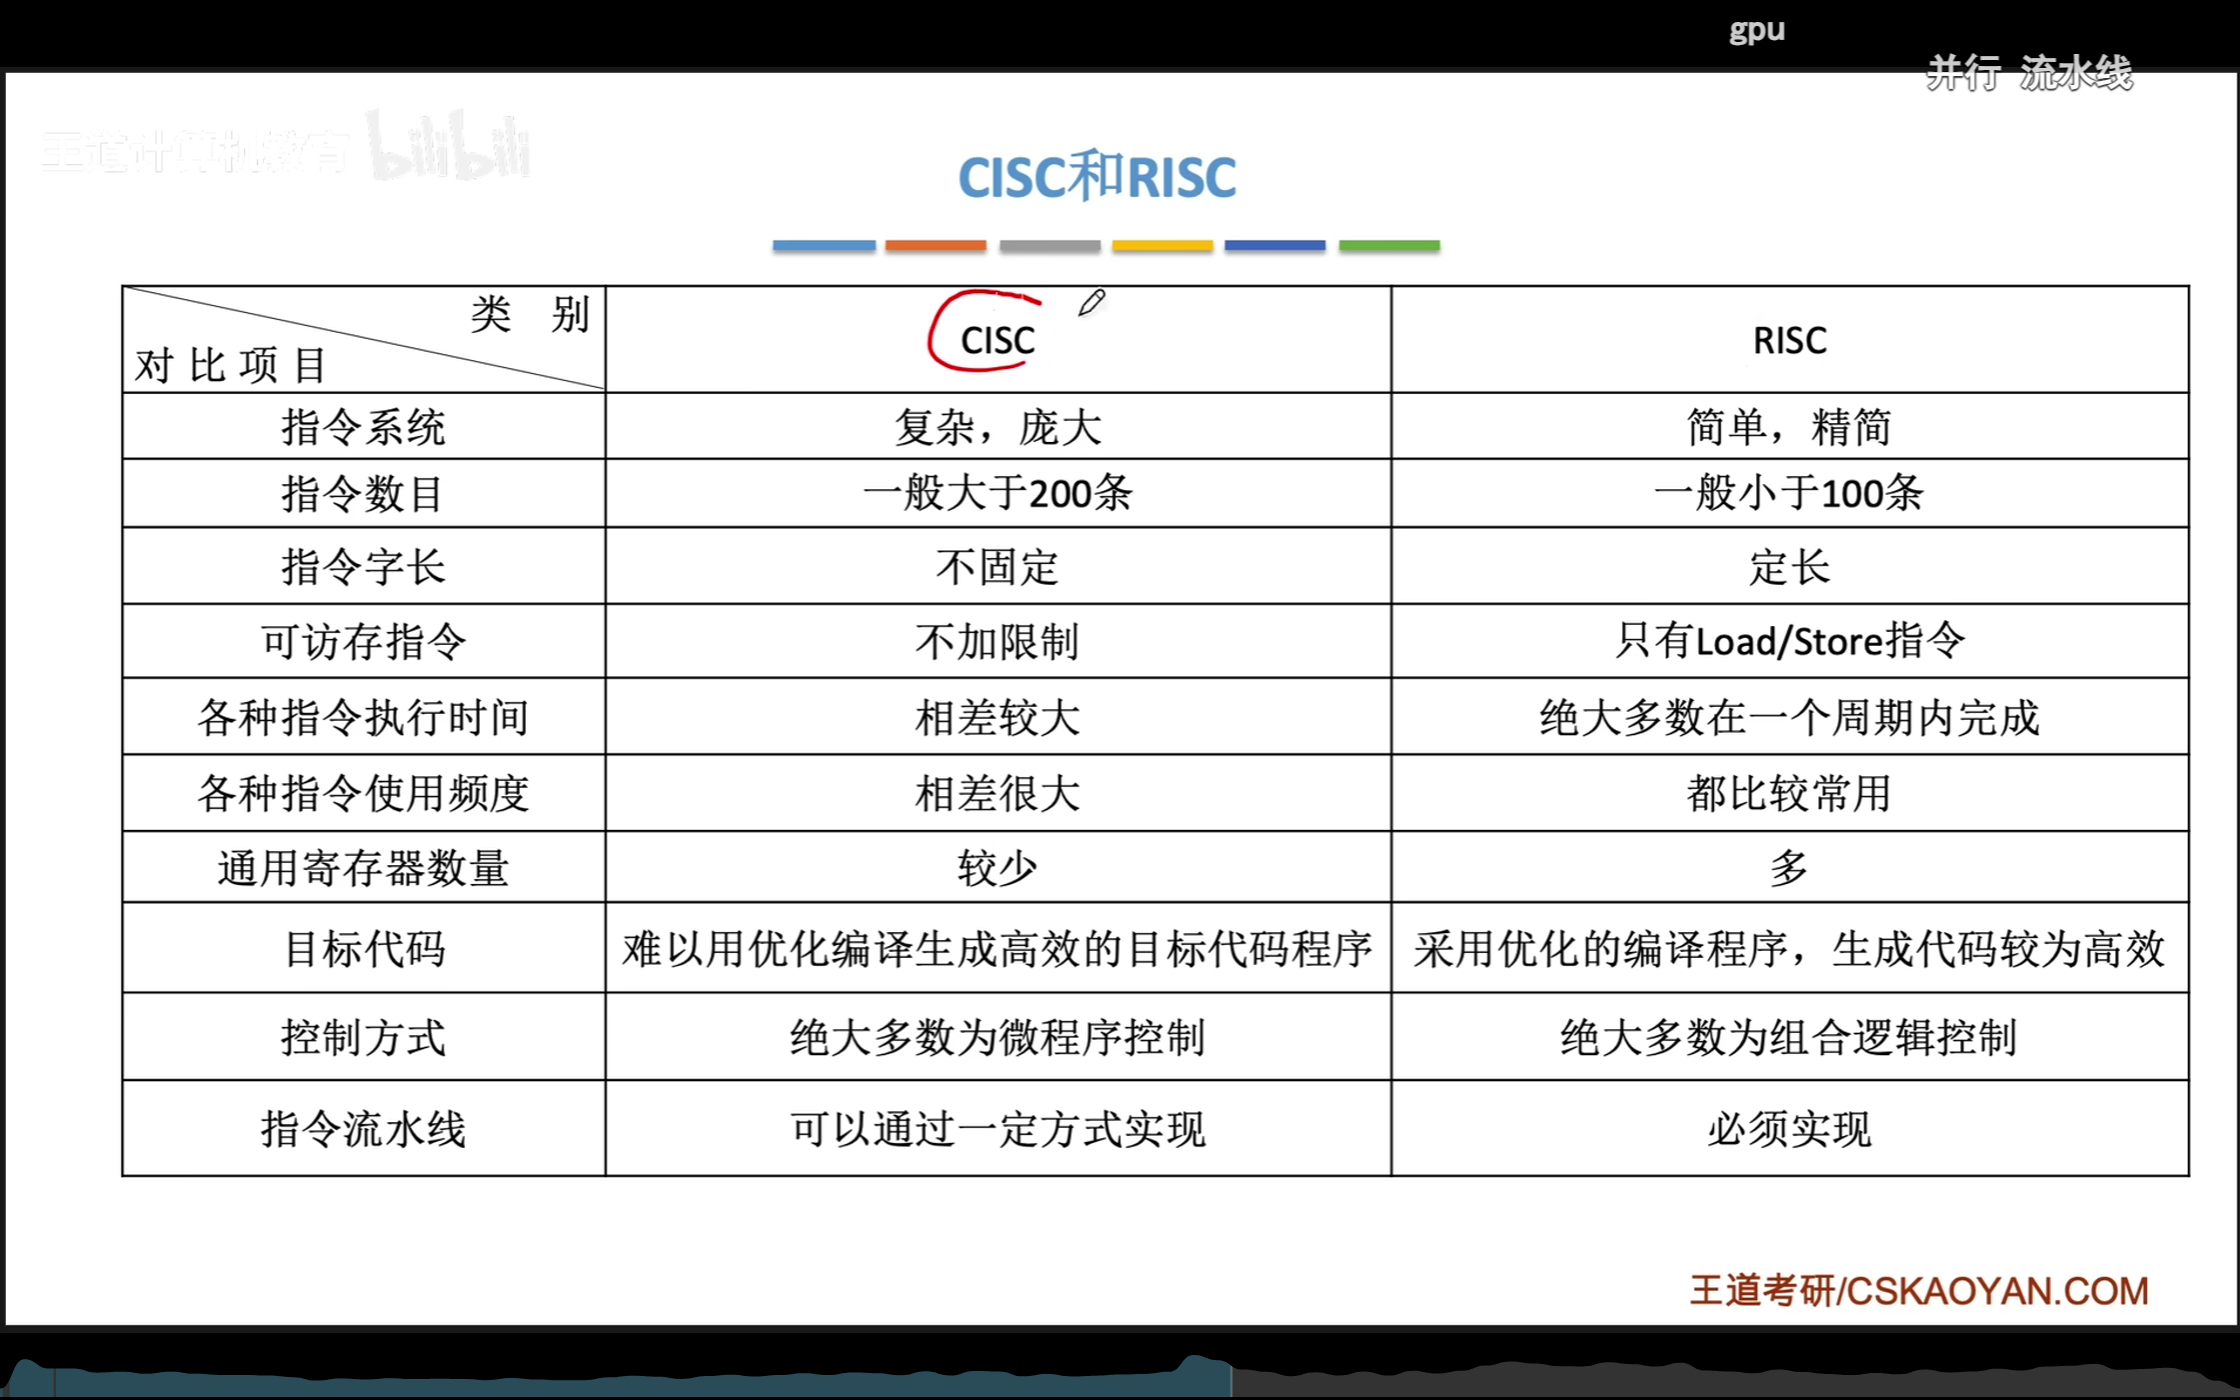 gpu
并行 流水线
王道计算机教育 bilibili
CISC和RISC
类 别
对比项目
CISC
RISC
指令系统
复杂，庞大
简单，精简
指令数目
一般大于200条
一般小于100条
指令字长
不固定
定长
可访存指令
不加限制
只有Load/Store指令
各种指令执行时间
相差较大
绝大多数在一个周期内完成
各种指令使用频度
相差很大
都比较常用
通用寄存器数量
较少
多
目标代码
难以用优化编译生成高效的目标代码程序
采用优化的编译程序，生成代码较为高效
控制方式
绝大多数为微程序控制
绝大多数为组合逻辑控制
指令流水线
可以通过一定方式实现
必须实现
王道考研/CSKAOYAN.COM